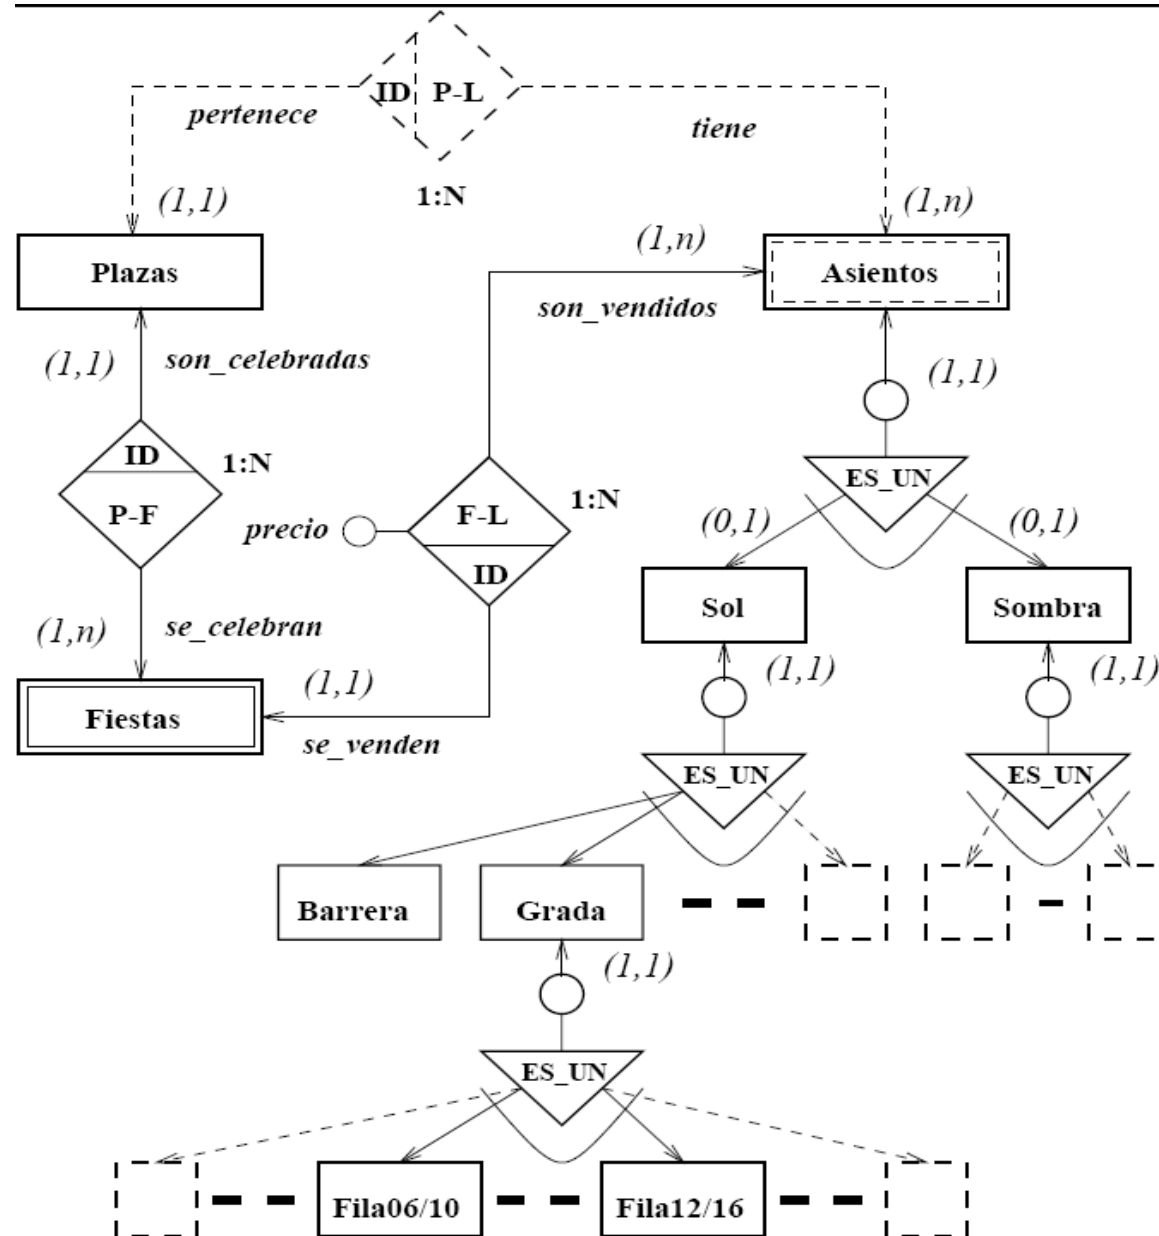 ID P-L
pertenece
tiene
1:N
(1,1)
(1,n)
Plazas
(1,n)
Asientos
son_vendidos
(1,1)
son_celebradas
(1,1)
ID
1:N
P-F
ES_UN
precio
F-L
1:N
ID
(0,1)
(0,1)
Sol
Sombra
(1,n)
se_celebran
(1,1)
(1,1)
(1,1)
Fiestas
se_venden
ES_UN
ES_UN
Barrera
Grada
(1,1)
ES_UN
Fila06/10
Fila12/16